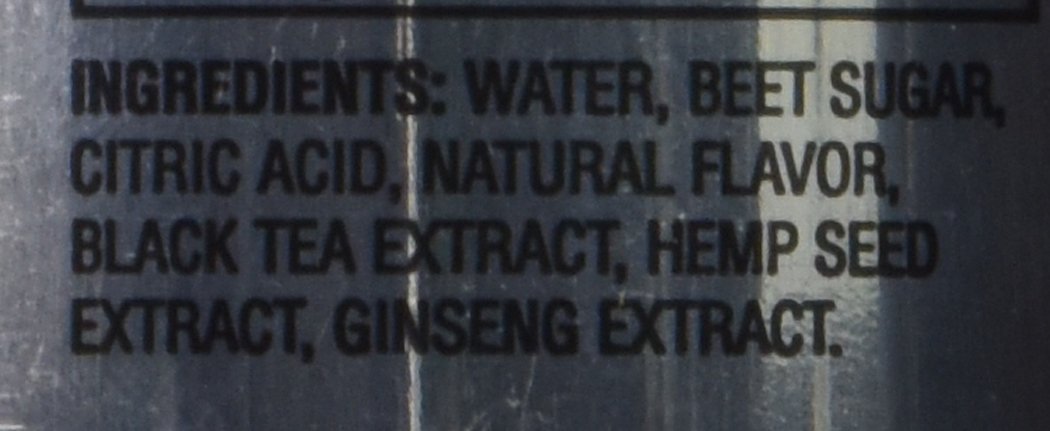 INGREDIENTS: WATER, BEET SUGAR,
CITRIC ACID, NATURAL FLAVOR,
BLACK TEA EXTRACT, HEMP SEED
EXTRACT, GINSENG EXTRACT.